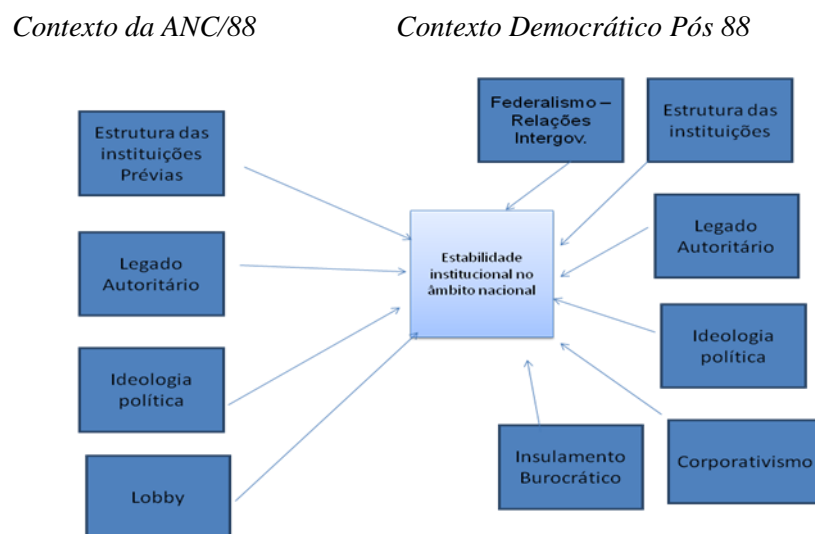 Contexto da ANC/88
Contexto Democrático Pós 88
Estrutura das
instituições
Prévias
Legado
Autoritário
Ideologia
política
Lobby
Estabilidade
institucional no
âmbito nacional
Federalismo –
Relações
Intergov.
Estrutura das
instituições
Legado
Autoritário
Ideologia
política
Insulamento
Burocrático
Corporativismo